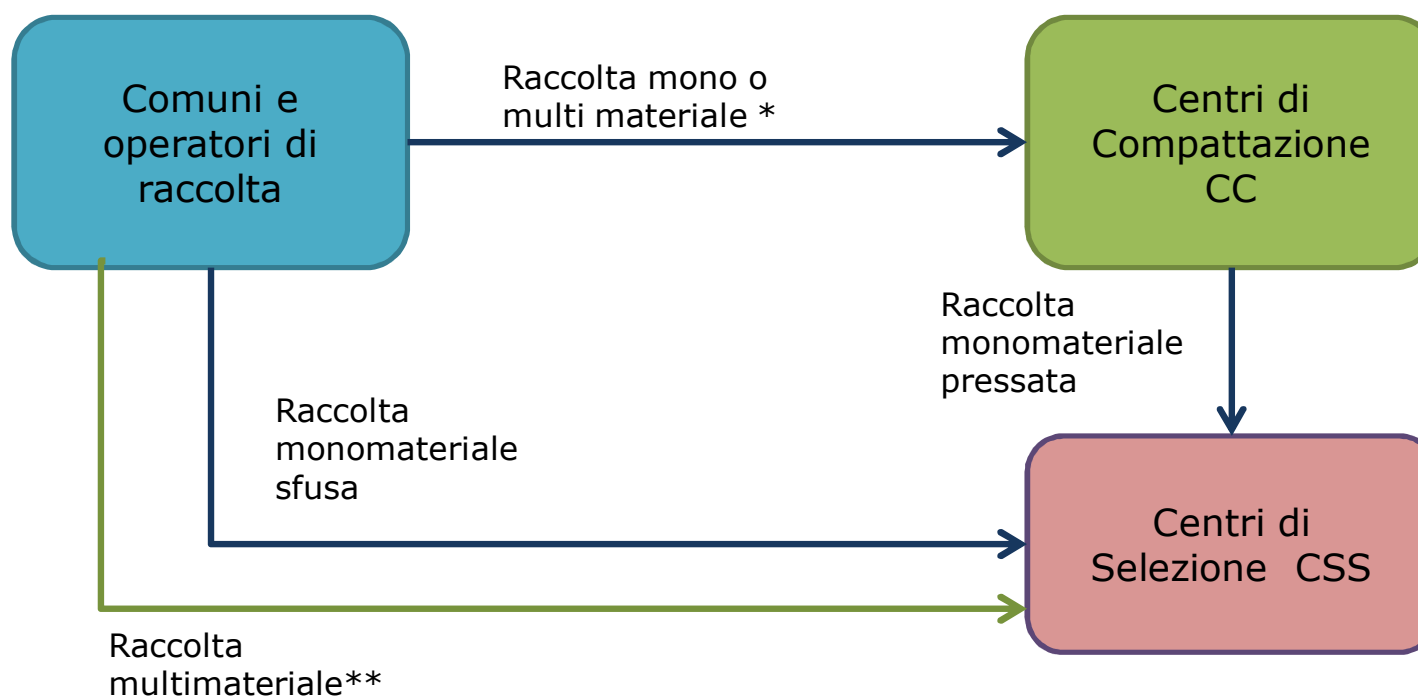 Comuni e
operatori di
raccolta
Raccolta mono o
multi materiale *
Centri di
Compattazione
CC
Raccolta
monomateriale
pressata
Raccolta
monomateriale
sfusa
Centri di
Selezione  CSS
Raccolta
multimateriale**